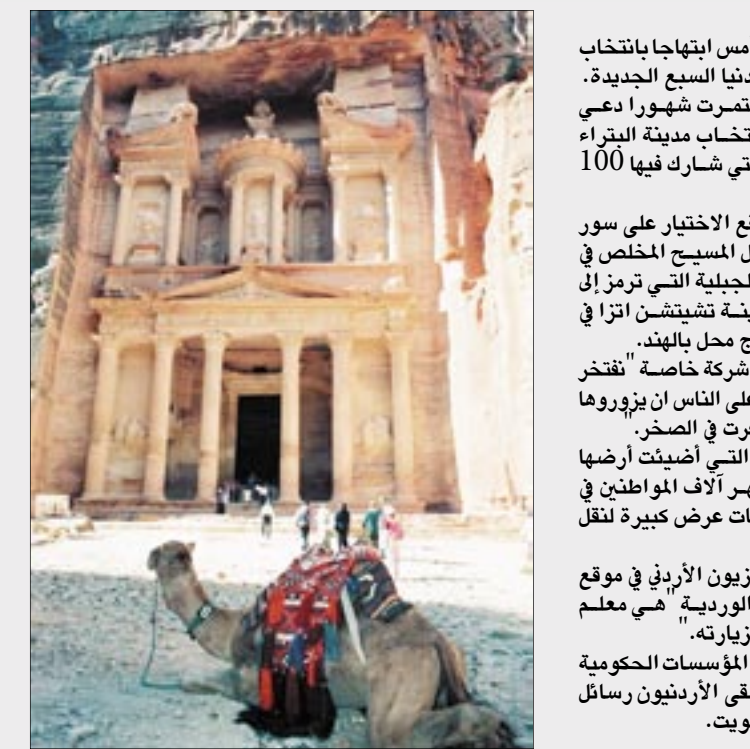 مس ابتهاجا بانتخاب
دنيا السبع الجديدة.
تمرت شهورا دعي
تخاب مدينة البتراء
تي شارك فيها 100
ع الاختيار على سور
ل المسيح المخلص في
لجبلية التي ترمز إلى
ينة تشيتشن اتزا في
ج محل بالهند.
شركة خاصة "نفتخر
على الناس ان يزوروها
رت في الصخر."
التي أضيئت أرضها
هر آلاف المواطنين في
ات عرض كبيرة لنقل
زيون الأردني في موقع
الوردية "هي معلم
زيارته."
المؤسسات الحكومية
قى الأردنيون رسائل
ويت.